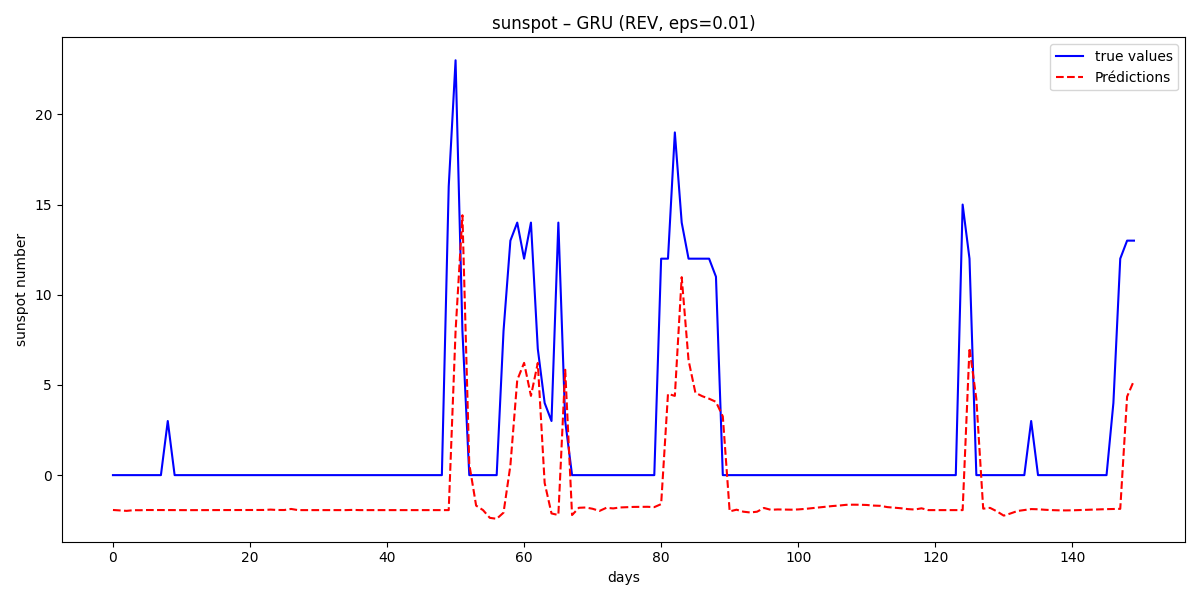 sunspot – GRU (REV, eps=0.01)
true values
Prédictions
sunspot number
20
15
10
5
0
0 20 40 60 80 100 120 140
days